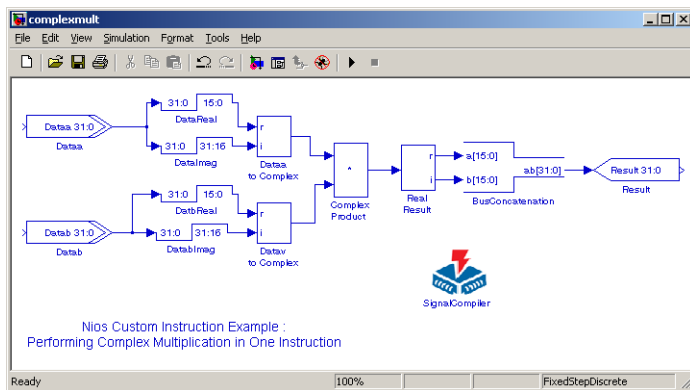 complexmult
File Edit View Simulation Format Tools Help
31:0 15:0
DataReal
Dataa 31:0
Dataa
31:0 31:16
DataImag
r
i
Dataa
to Complex
31:0 15:0
DatbReal
Datab 31:0
Datab
31:0 31:16
DatabImag
r
i
Datav
to Complex
*
Complex
Product
r
i
Real
Result
a[15:0]
b[15:0]
ab[31:0]
BusConcatenation
Result 31:0
Result
SignalCompiler
Nios Custom Instruction Example :
Performing Complex Multiplication in One Instruction
Ready 100% FixedStepDiscrete